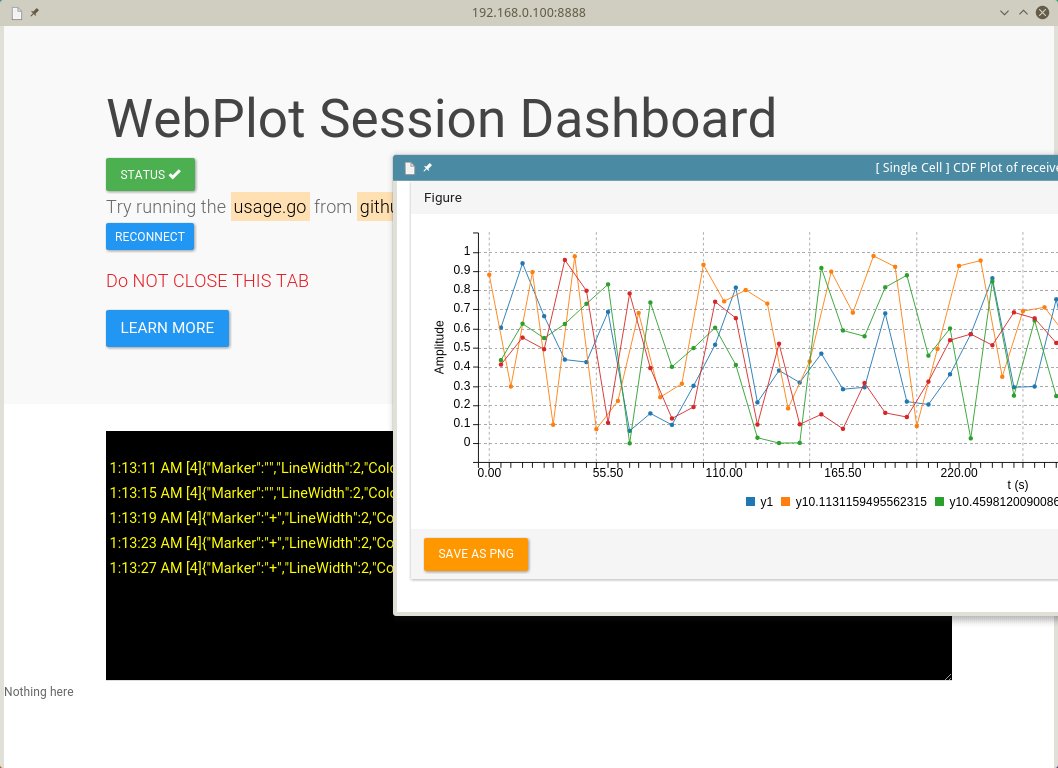 192.168.0.100:8888
WebPlot Session Dashboard
STATUS ✔
Try running the usage.go from githu
RECONNECT
Do NOT CLOSE THIS TAB
LEARN MORE
1:13:11 AM [4]{"Marker":"","LineWidth":2,"Colo
1:13:15 AM [4]{"Marker":"","LineWidth":2,"Colo
1:13:19 AM [4]{"Marker":"+","LineWidth":2,"Co
1:13:23 AM [4]{"Marker":"+","LineWidth":2,"Co
1:13:27 AM [4]{"Marker":"+","LineWidth":2,"Co
Nothing here
[ Single Cell ] CDF Plot of receive
Figure
Amplitude
1
0.9
0.8
0.7
0.6
0.5
0.4
0.3
0.2
0.1
0
0.00 55.50 110.00 165.50 220.00
t (s)
y1 y10.1131159495562315 y10.4598120090086
SAVE AS PNG